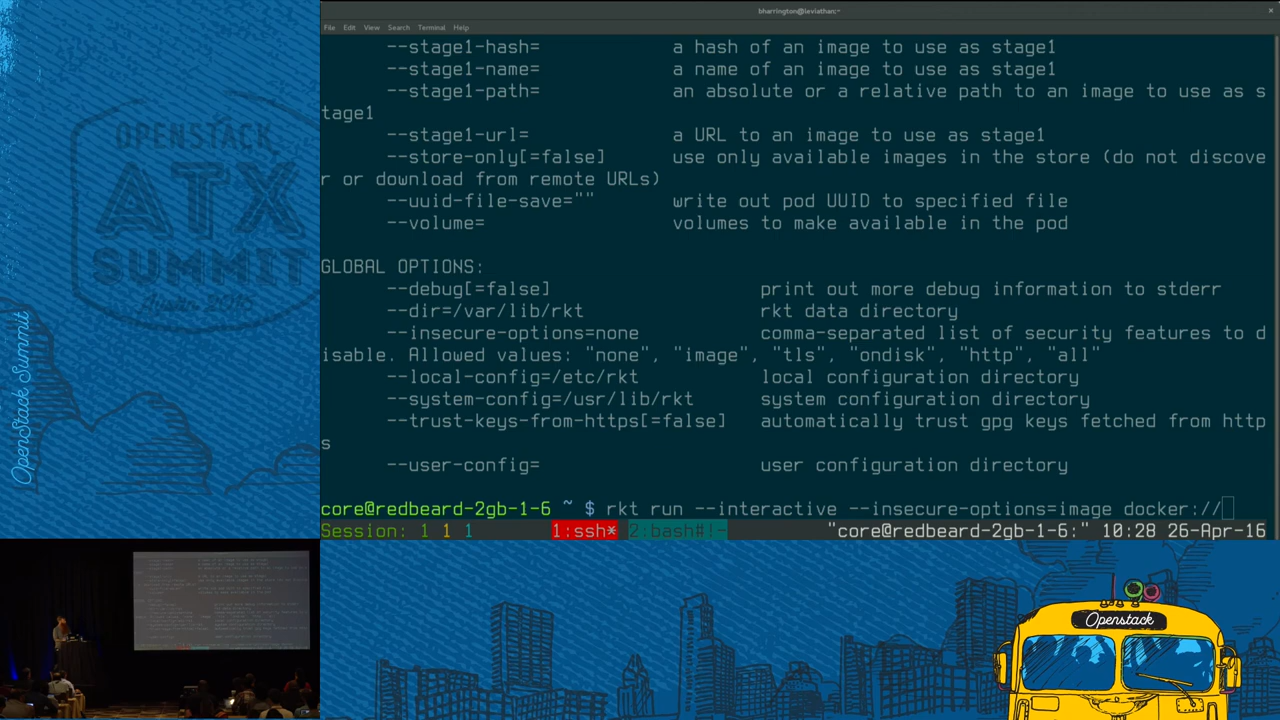 bharrington@leviathan:~
File Edit View Search Terminal Help
--stage1-hash= a hash of an image to use as stage1
--stage1-name= a name of an image to use as stage1
--stage1-path= an absolute or a relative path to an image to use as s
tage1
--stage1-url= a URL to an image to use as stage1
--store-only[=false] use only available images in the store (do not discove
r or download from remote URLs)
--uuid-file-save="" write out pod UUID to specified file
--volume= volumes to make available in the pod
GLOBAL OPTIONS:
--debug[=false] print out more debug information to stderr
--dir=/var/lib/rkt rkt data directory
--insecure-options=none comma-separated list of security features to d
isable. Allowed values: "none", "image", "tls", "ondisk", "http", "all"
--local-config=/etc/rkt local configuration directory
--system-config=/usr/lib/rkt system configuration directory
--trust-keys-from-https[=false] automatically trust gpg keys fetched from http
s
--user-config= user configuration directory
core@redbeard-2gb-1-6 ~ $ rkt run --interactive --insecure-options=image docker://
Session: 1 1 1 1:ssh* 2:bash#!- "core@redbeard-2gb-1-6:" 10:28 26-Apr-16
OPENSTACK
ATX
SUMMIT
OpenStack Summit
Openstack